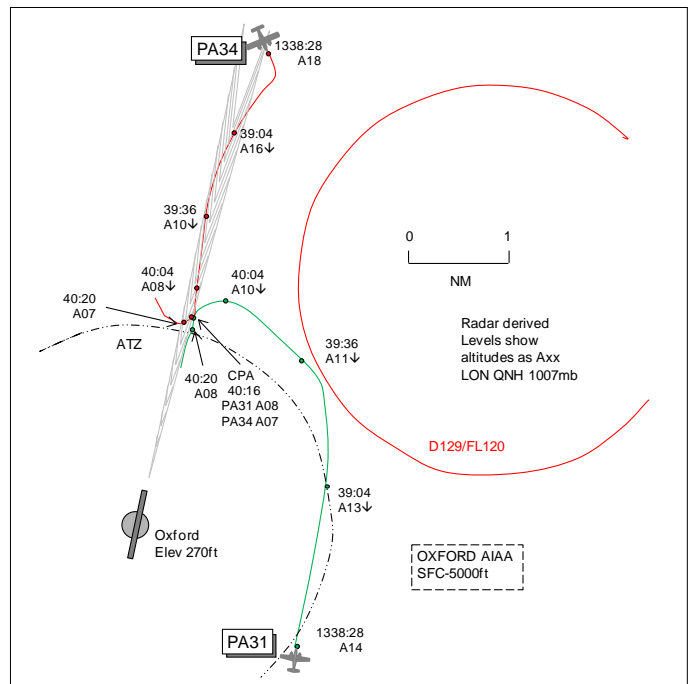 PA34
1338:28
A18
39:04
A16↓
39:36
A10↓
40:04
A08↓
40:20
A07
ATZ
40:04
A10↓
0 1
NM
Radar derived
Levels show
altitudes as Axx
LON QNH 1007mb
39:36
A11↓
40:20
A08
CPA
40:16
PA31 A08
PA34 A07
D129/FL120
39:04
A13↓
Oxford
Elev 270ft
OXFORD AIAA
SFC-5000ft
PA31
1338:28
A14